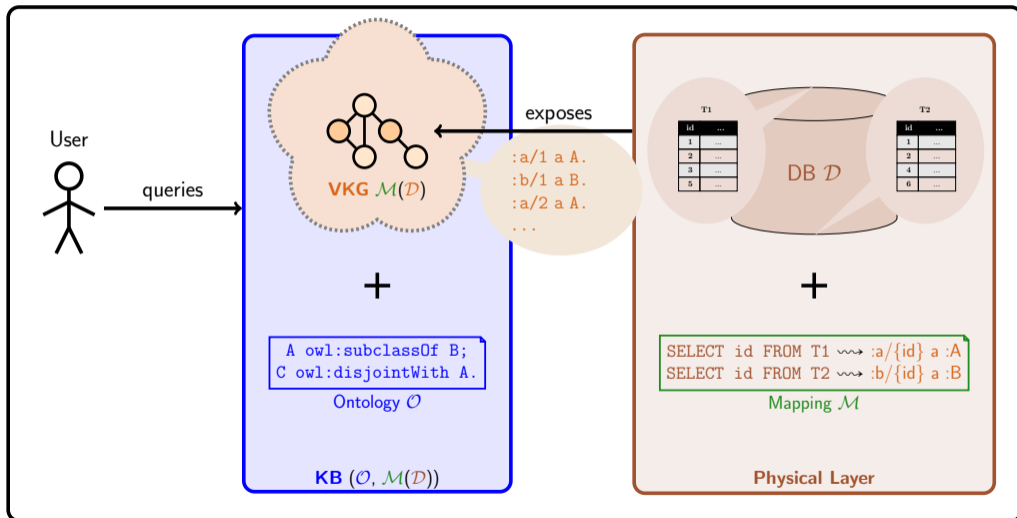 User
queries
VKG M(D)
+
A owl:subclassOf B;
C owl:disjointWith A.
Ontology O
KB (O, M(D))
exposes
:a/1 a A.
:b/1 a B.
:a/2 a A.
...
T1
id ...
1 ...
2 ...
3 ...
5 ...
DB D
T2
id ...
1 ...
2 ...
4 ...
6 ...
+
SELECT id FROM T1 ⇝ :a/{id} a :A
SELECT id FROM T2 ⇝ :b/{id} a :B
Mapping M
Physical Layer